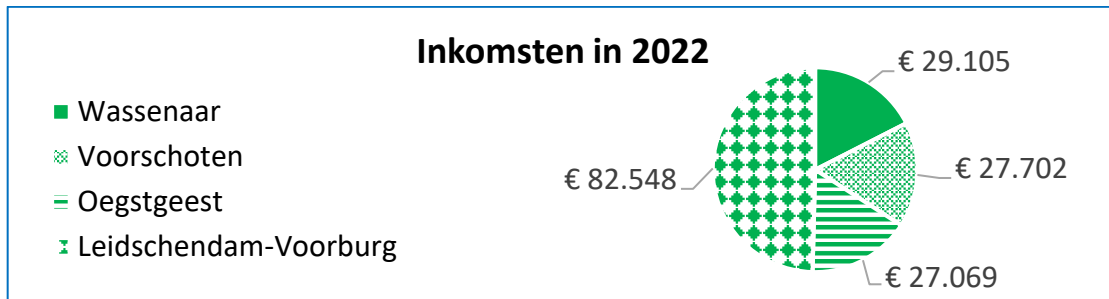 Inkomsten in 2022
Wassenaar
Voorschoten
Oegstgeest
Leidschendam-Voorburg
€ 29.105
€ 27.702
€ 27.069
€ 82.548